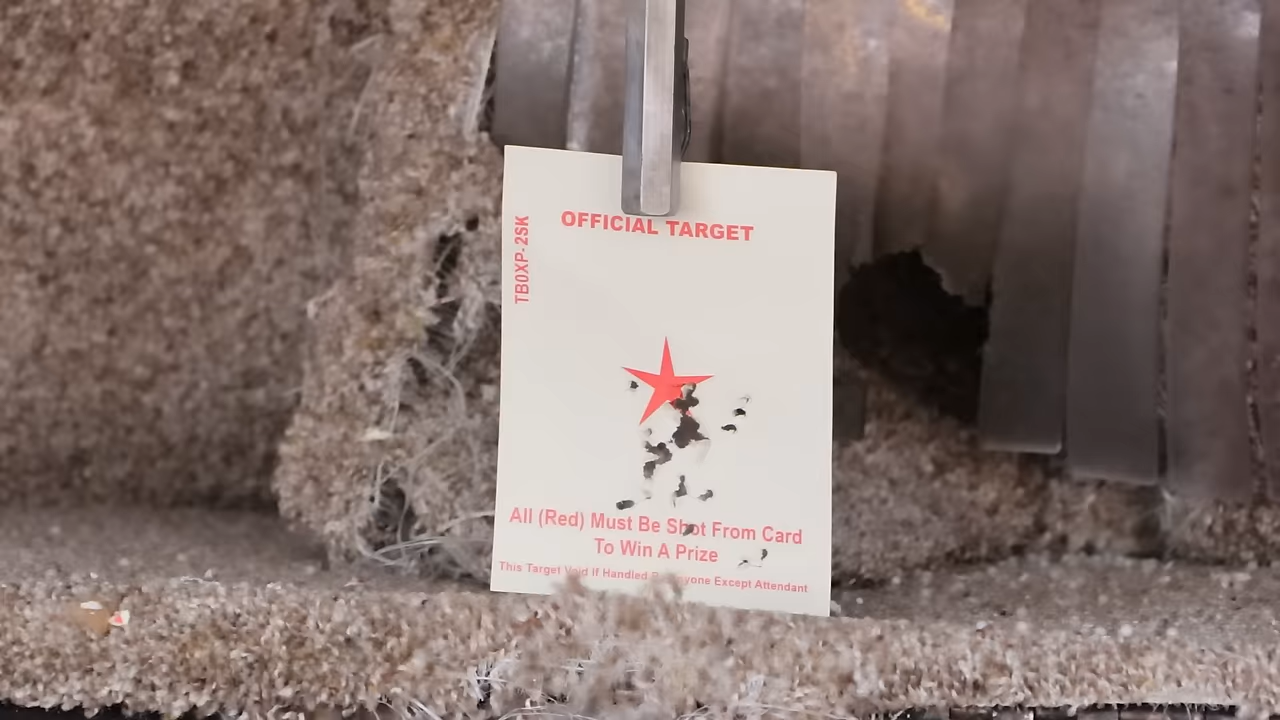 OFFICIAL TARGET
TB0XP-2SK
All (Red) Must Be Shot From Card
To Win A Prize
This Target Void If Handled Anyone Except Attendant